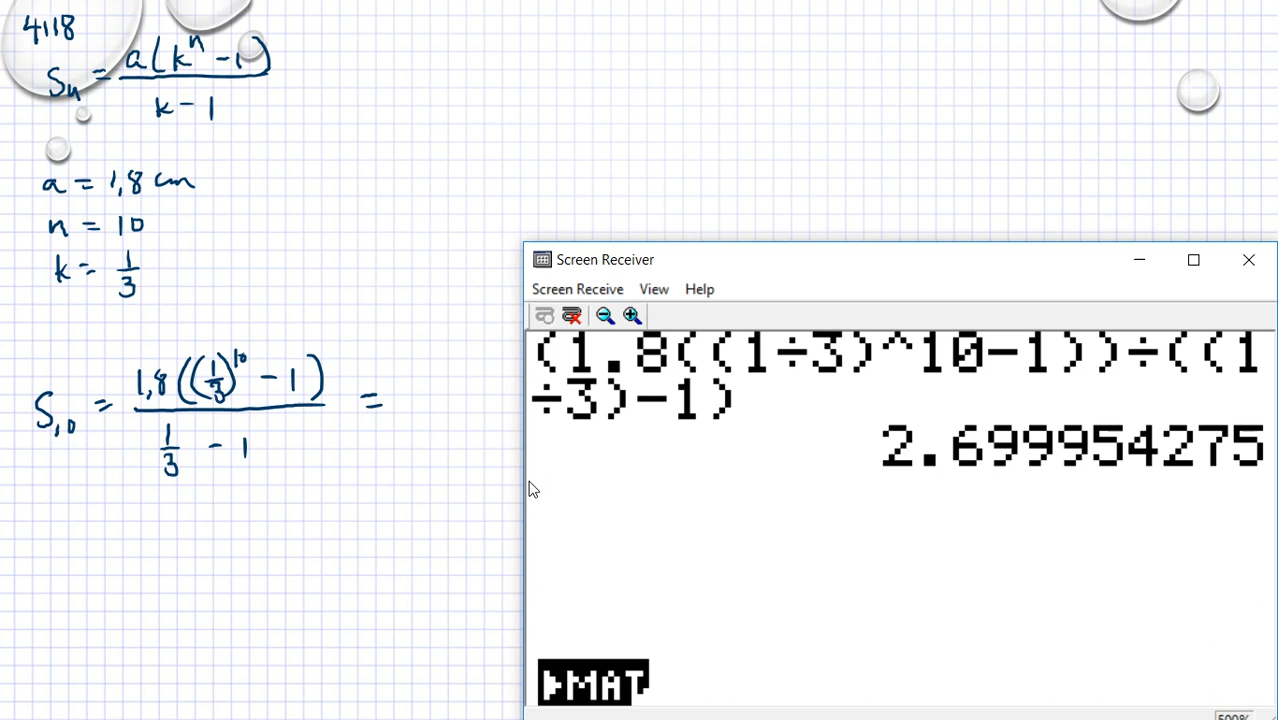 4118
Sₙ = a(kⁿ - 1) / k - 1
a = 1,8 cm
n = 10
k = 1/3
S₁₀ = 1,8((1/3)¹⁰ - 1) / 1/3 - 1 =
Screen Receiver
Screen Receive View Help
(1.8((1÷3)^10-1))÷((1
÷3)-1)
2.699954275
▶MAT
500%